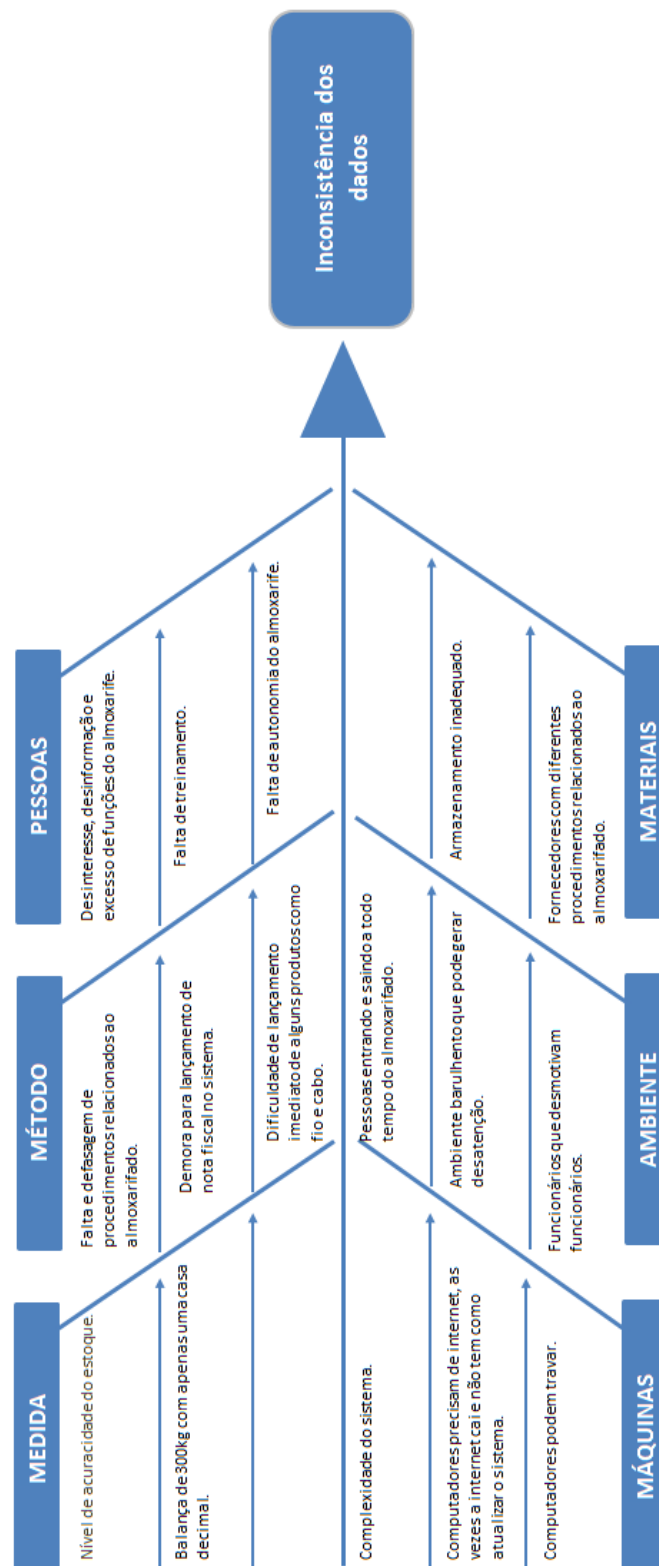 MEDIDA
Nível de acuracidade do estoque.
Balança de 300kg com apenas uma casa
decimal.
MÉTODO
Falta e defasagem de
procedimentos relacionados ao
almoxarifado.
Demora para lançamento de
nota fiscal no sistema.
Dificuldade de lançamento
imediato de alguns produtos como
fio e cabo.
PESSOAS
Desinteresse, desinformação e
excesso de funções do almoxarife.
Falta de treinamento.
Falta de autonomia do almoxarife.
Inconsistência dos
dados
Complexidade do sistema.
Computadores precisam de internet, as
vezes a internet cai e não tem como
atualizar o sistema.
Computadores podem travar.
MÁQUINAS
Pessoas entrando e saindo a todo
tempo do almoxarifado.
Ambiente barulhento que pode gerar
desatenção.
Funcionários que desmotivam
funcionários.
AMBIENTE
Armazenamento inadequado.
Fornecedores com diferentes
procedimentos relacionados ao
almoxarifado.
MATERIAIS